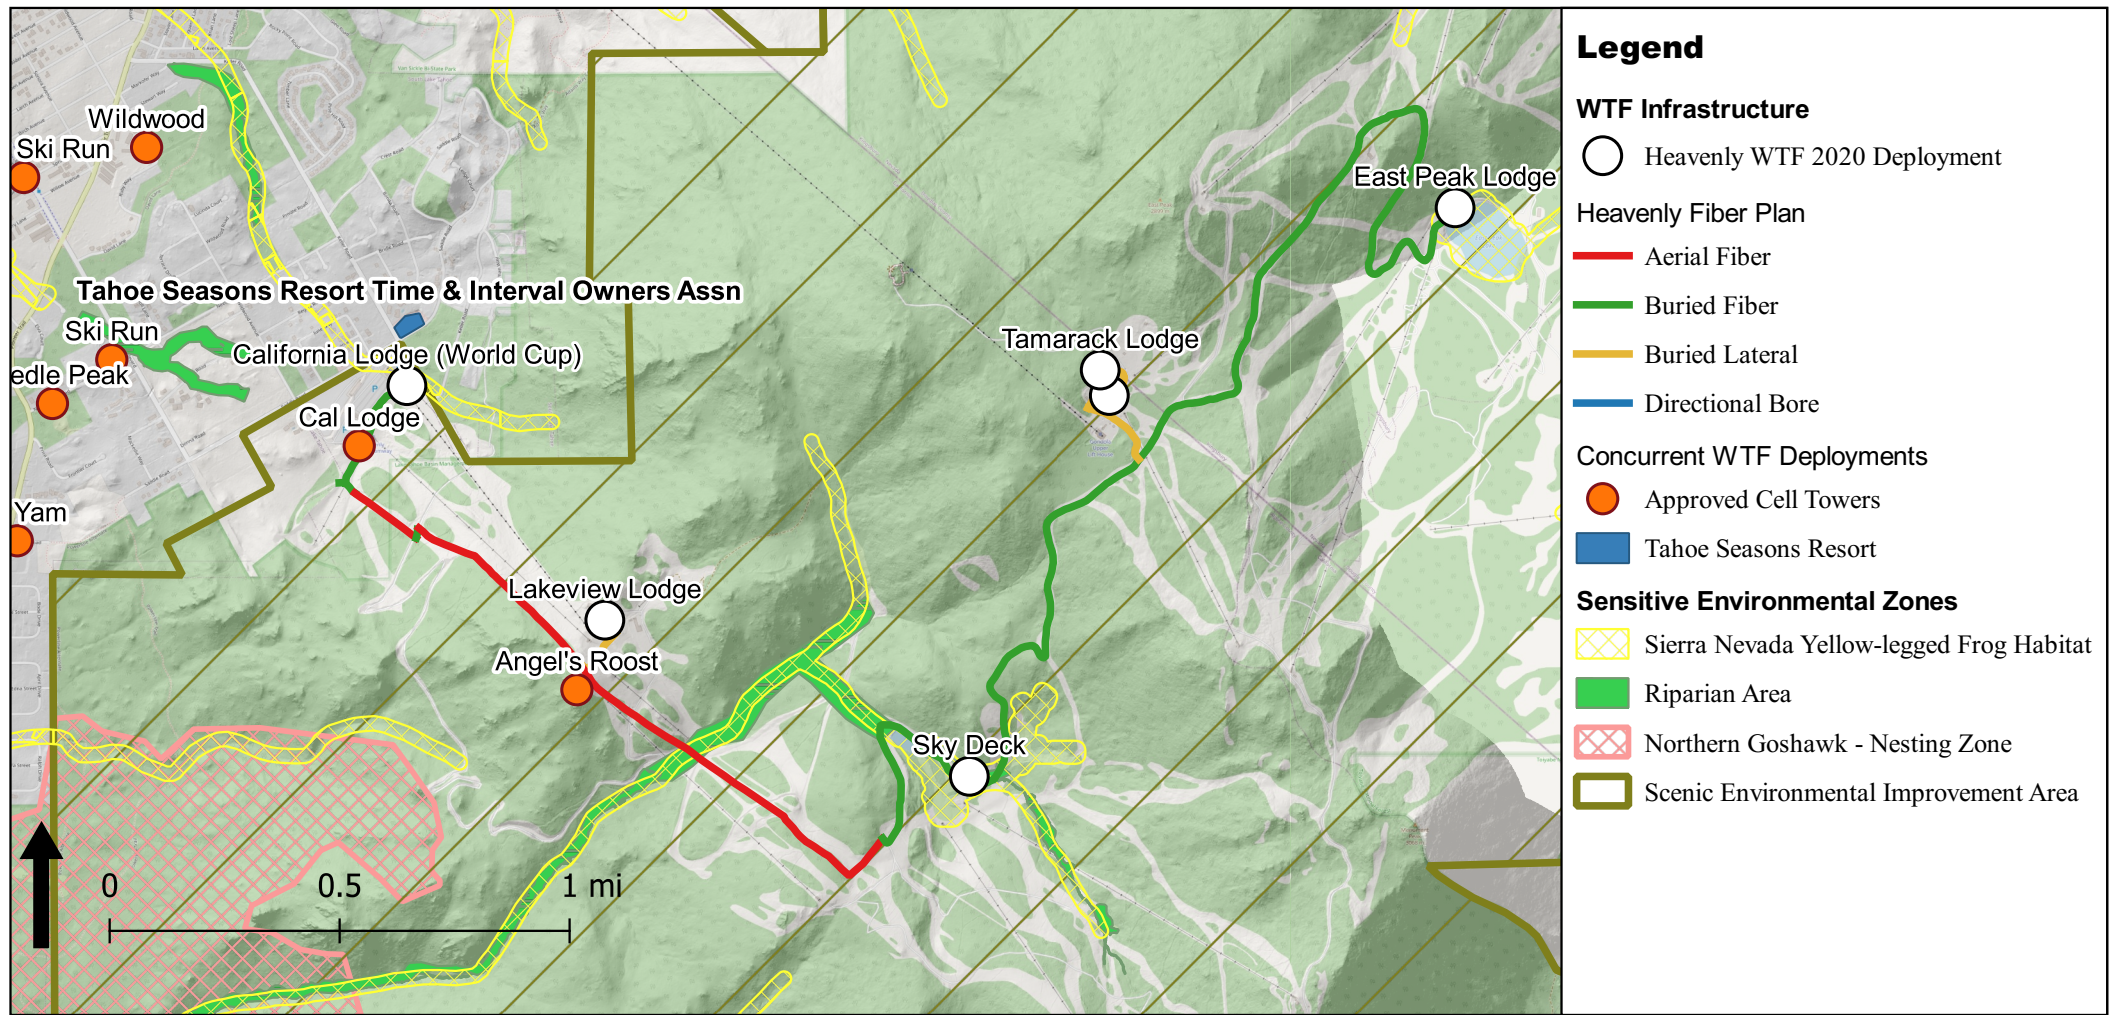 Wildwood
Ski Run
Tahoe Seasons Resort Time & Interval Owners Assn
Ski Run
California Lodge (World Cup)
edle Peak
Cal Lodge
Yam
Lakeview Lodge
Angel's Roost
Sky Deck
Tamarack Lodge
East Peak Lodge
0 0.5 1 mi
Legend
WTF Infrastructure
Heavenly WTF 2020 Deployment
Heavenly Fiber Plan
Aerial Fiber
Buried Fiber
Buried Lateral
Directional Bore
Concurrent WTF Deployments
Approved Cell Towers
Tahoe Seasons Resort
Sensitive Environmental Zones
Sierra Nevada Yellow-legged Frog Habitat
Riparian Area
Northern Goshawk - Nesting Zone
Scenic Environmental Improvement Area